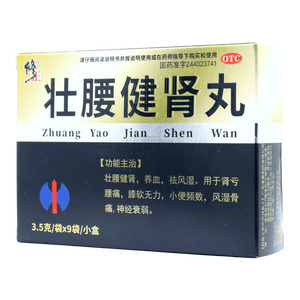 修正
请仔细阅读说明书并按说明使用或在药师指导下购买和使用
OTC
国药准字Z44023741
壮腰健肾丸
Zhuang Yao Jian Shen Wan
【功能主治】
壮腰健肾，养血，祛风湿。用于肾亏
腰痛，膝软无力，小便频数，风湿骨
痛，神经衰弱。
3.5克/袋x9袋/小盒